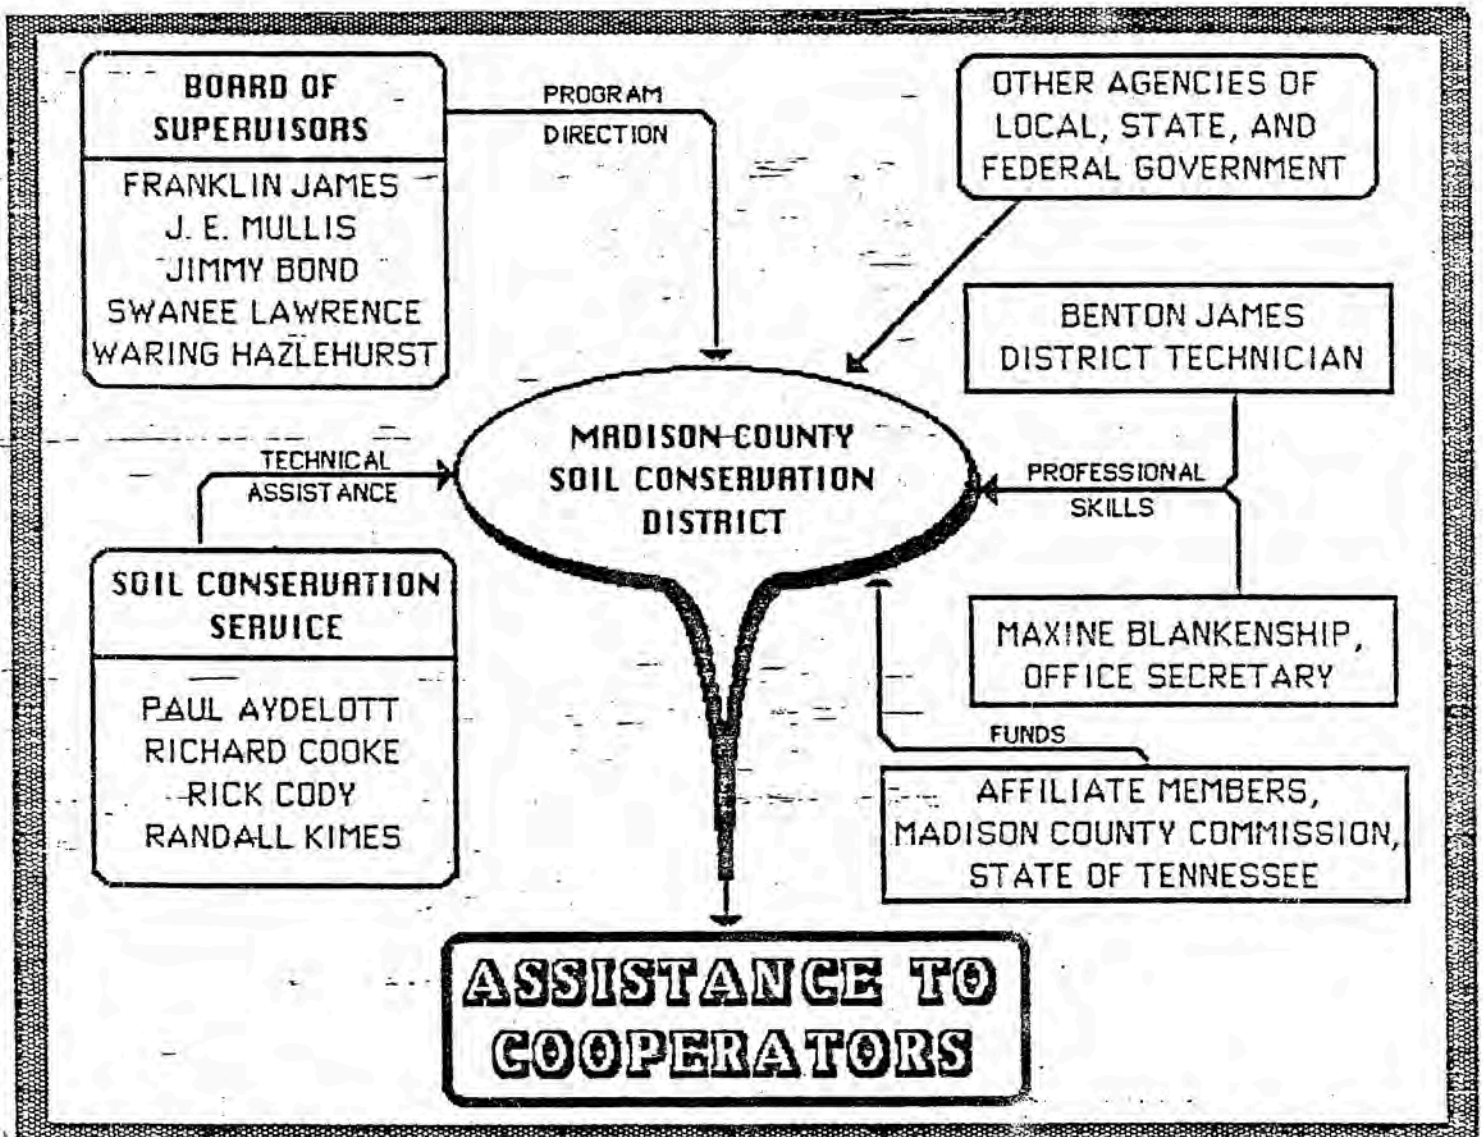 BOARD OF
SUPERVISORS
FRANKLIN JAMES
J. E. MULLIS
JIMMY BOND
SWANEE LAWRENCE
WARING HAZLEHURST
PROGRAM
DIRECTION
OTHER AGENCIES OF
LOCAL, STATE, AND
FEDERAL GOVERNMENT
BENTON JAMES
DISTRICT TECHNICIAN
MADISON COUNTY
SOIL CONSERVATION
DISTRICT
TECHNICAL
ASSISTANCE
PROFESSIONAL
SKILLS
SOIL CONSERVATION
SERVICE
PAUL AYDELOTT
RICHARD COOKE
RICK CODY
RANDALL KIMES
MAXINE BLANKENSHIP,
OFFICE SECRETARY
FUNDS
AFFILIATE MEMBERS,
MADISON COUNTY COMMISSION,
STATE OF TENNESSEE
ASSISTANCE TO
COOPERATORS